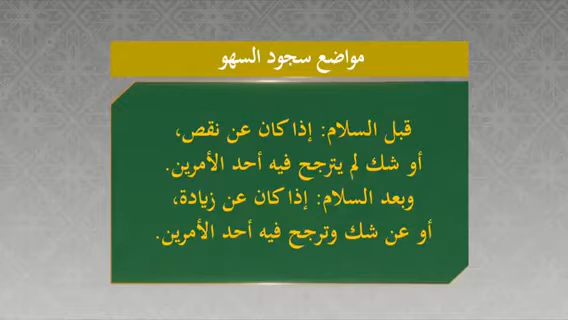 مواضع سجود السهو
قبل السلام: إذا كان عن نقص،
أو شك لم يترجح فيه أحد الأمرين.
وبعد السلام: إذا كان عن زيادة،
أو عن شك وترجح فيه أحد الأمرين.